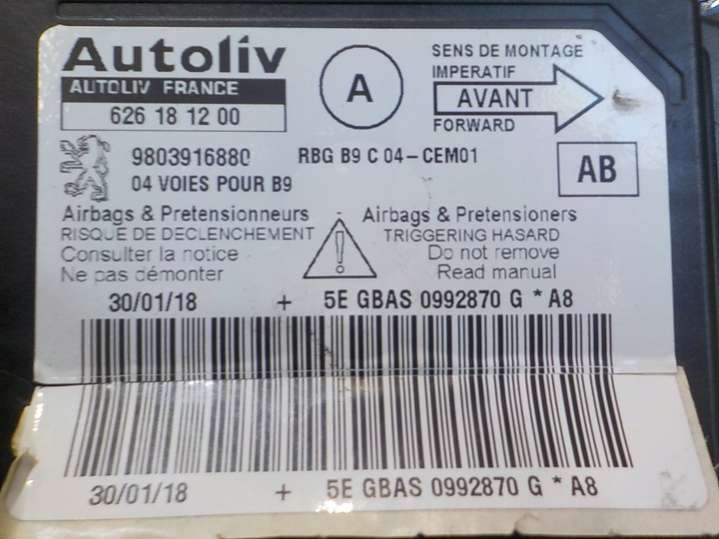 Autoliv
AUTOLIV FRANCE
626 18 12 00
A
SENS DE MONTAGE
IMPERATIF
AVANT
FORWARD
9803916880 RBG B9 C 04-CEM01
04 VOIES POUR B9
AB
Airbags & Pretensionneurs
RISQUE DE DECLENCHEMENT
Consulter la notice
Ne pas démonter
!
Airbags & Pretensioners
TRIGGERING HASARD
Do not remove
Read manual
30/01/18 + 5E GBAS 0992870 G * A8
30/01/18 + 5E GBAS 0992870 G * A8